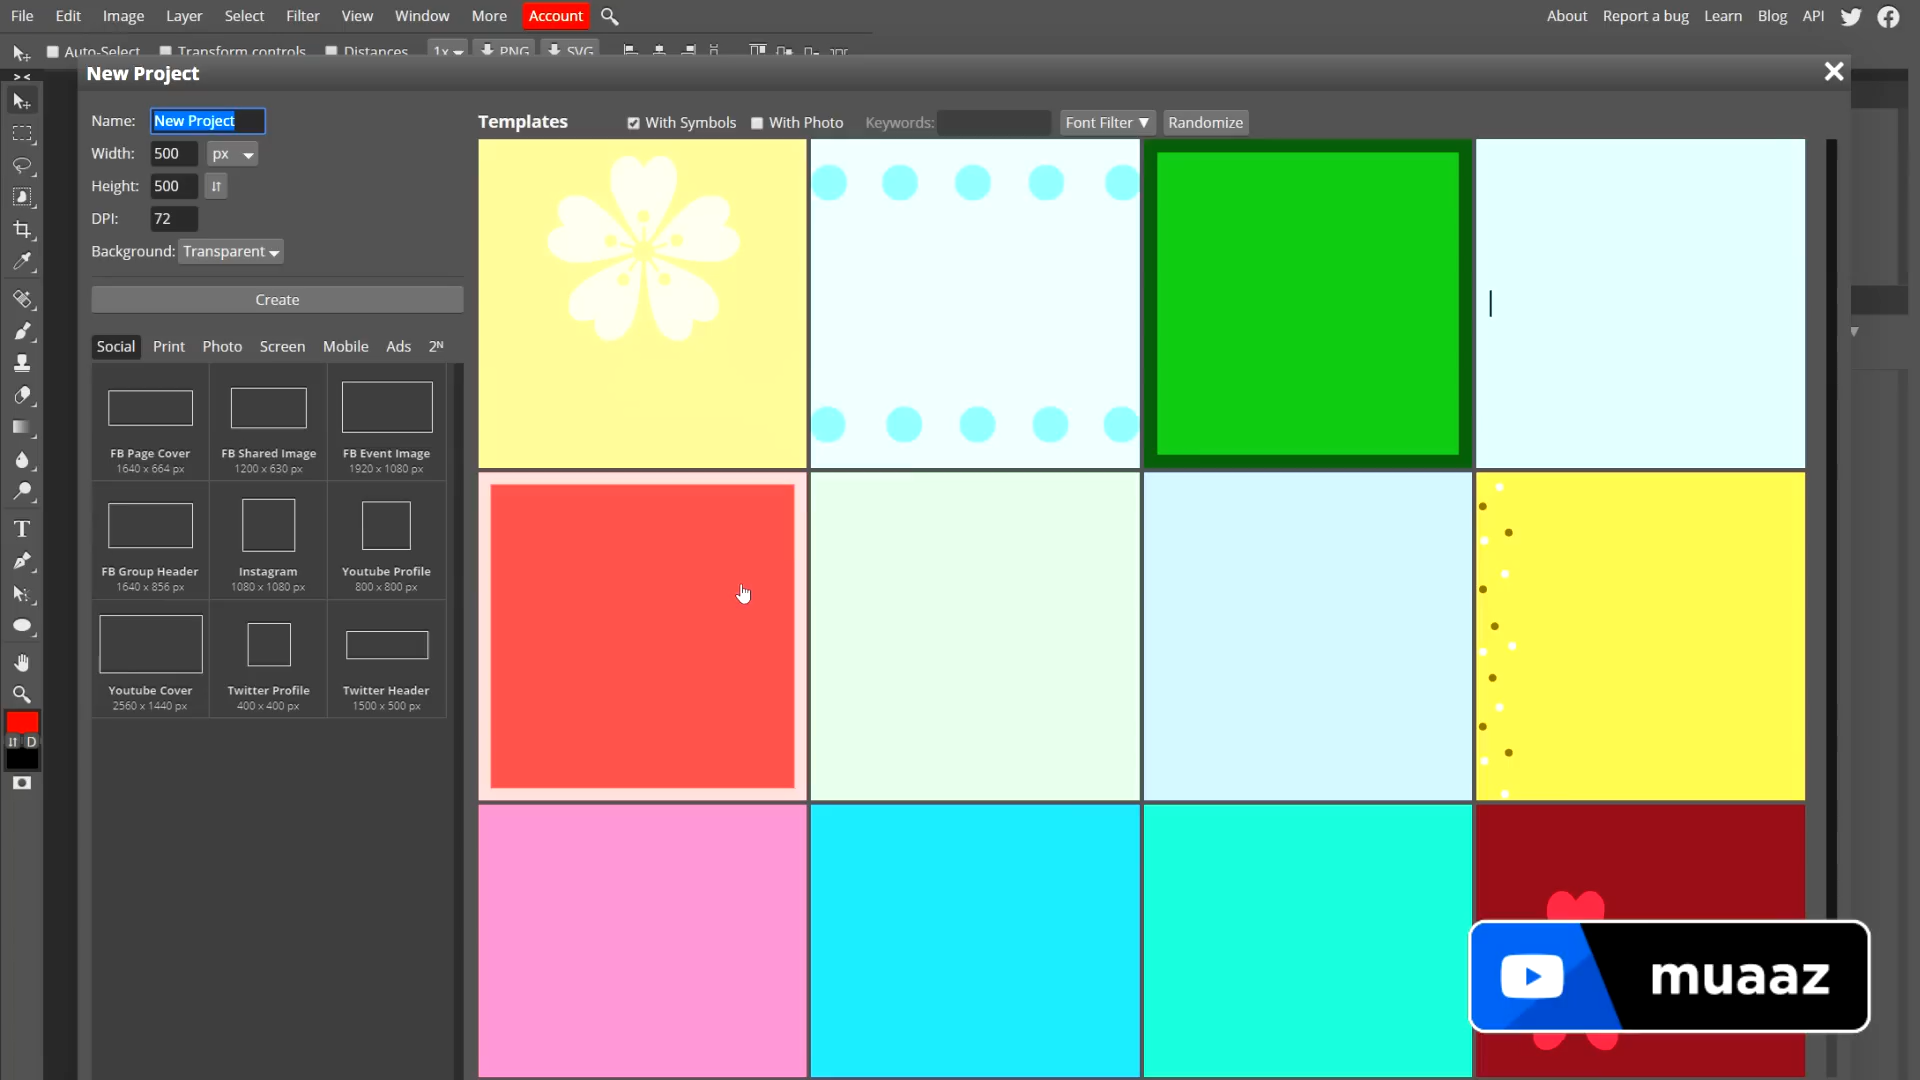 File Edit Image Layer Select Filter View Window More Account About Report a bug Learn Blog API
Auto-Select Transform controls Distances 1x PNG SVG
New Project
Name: New Project
Width: 500 px
Height: 500
DPI: 72
Background: Transparent
Create
Templates With Symbols With Photo Keywords: Font Filter ▼ Randomize
Social Print Photo Screen Mobile Ads 2ᴺ
FB Page Cover
1640 x 664 px
FB Shared Image
1200 x 630 px
FB Event Image
1920 x 1080 px
FB Group Header
1640 x 856 px
Instagram
1080 x 1080 px
Youtube Profile
800 x 800 px
Youtube Cover
2560 x 1440 px
Twitter Profile
400 x 400 px
Twitter Header
1500 x 500 px
T
D
muaaz